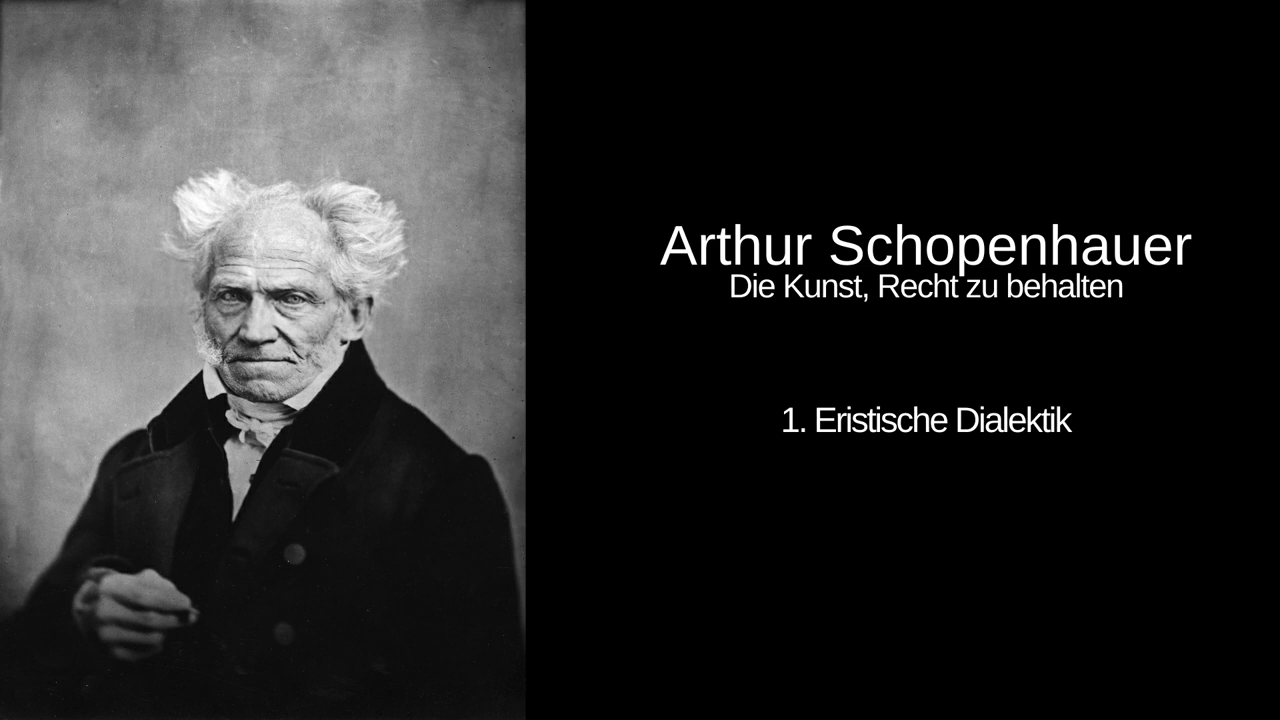 Arthur Schopenhauer
Die Kunst, Recht zu behalten
1. Eristische Dialektik